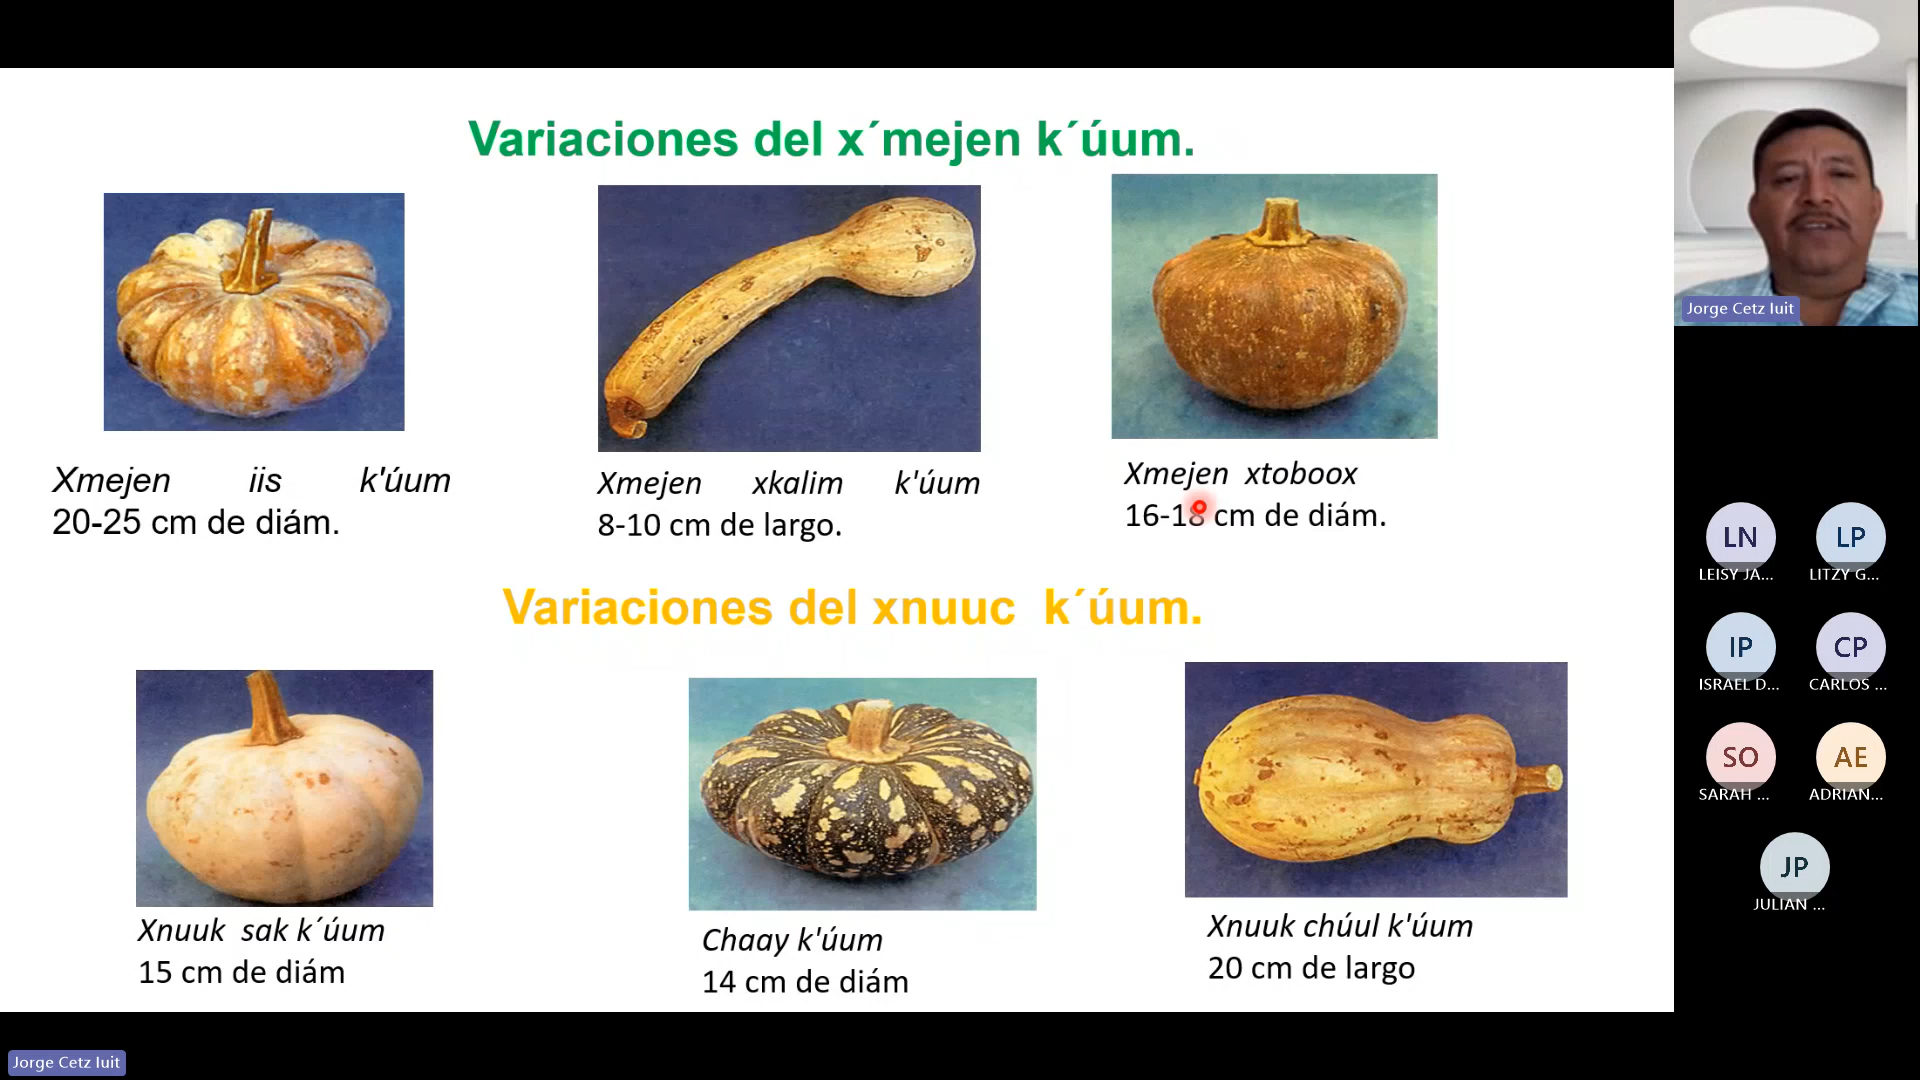 Variaciones del x´mejen k´úum.
Xmejen iis k'úum
20-25 cm de diám.
Xmejen xkalim k'úum
8-10 cm de largo.
Xmejen xtoboox
16-18 cm de diám.
Variaciones del xnuuc k´úum.
Xnuuk sak k´úum
15 cm de diám
Chaay k'úum
14 cm de diám
Xnuuk chúul k'úum
20 cm de largo
Jorge Cetz Iuit
LN
LEISY JA...
LP
LITZY G...
IP
ISRAEL D...
CP
CARLOS ...
SO
SARAH ...
AE
ADRIAN...
JP
JULIAN ...
Jorge Cetz Iuit